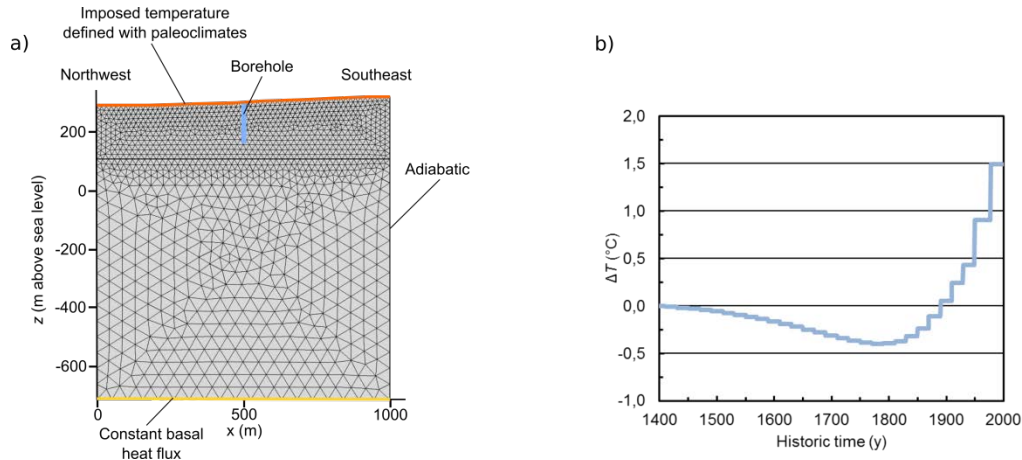 a)
Imposed temperature
defined with paleoclimates
Northwest
Borehole
Southeast
200
0
-200
-400
-600
z (m above sea level)
Adiabatic
0
500
1000
x (m)
Constant basal
heat flux
b)
2,0
1,5
1,0
0,5
0,0
-0,5
-1,0
ΔT (°C)
1400
1500
1600
1700
1800
1900
2000
Historic time (y)